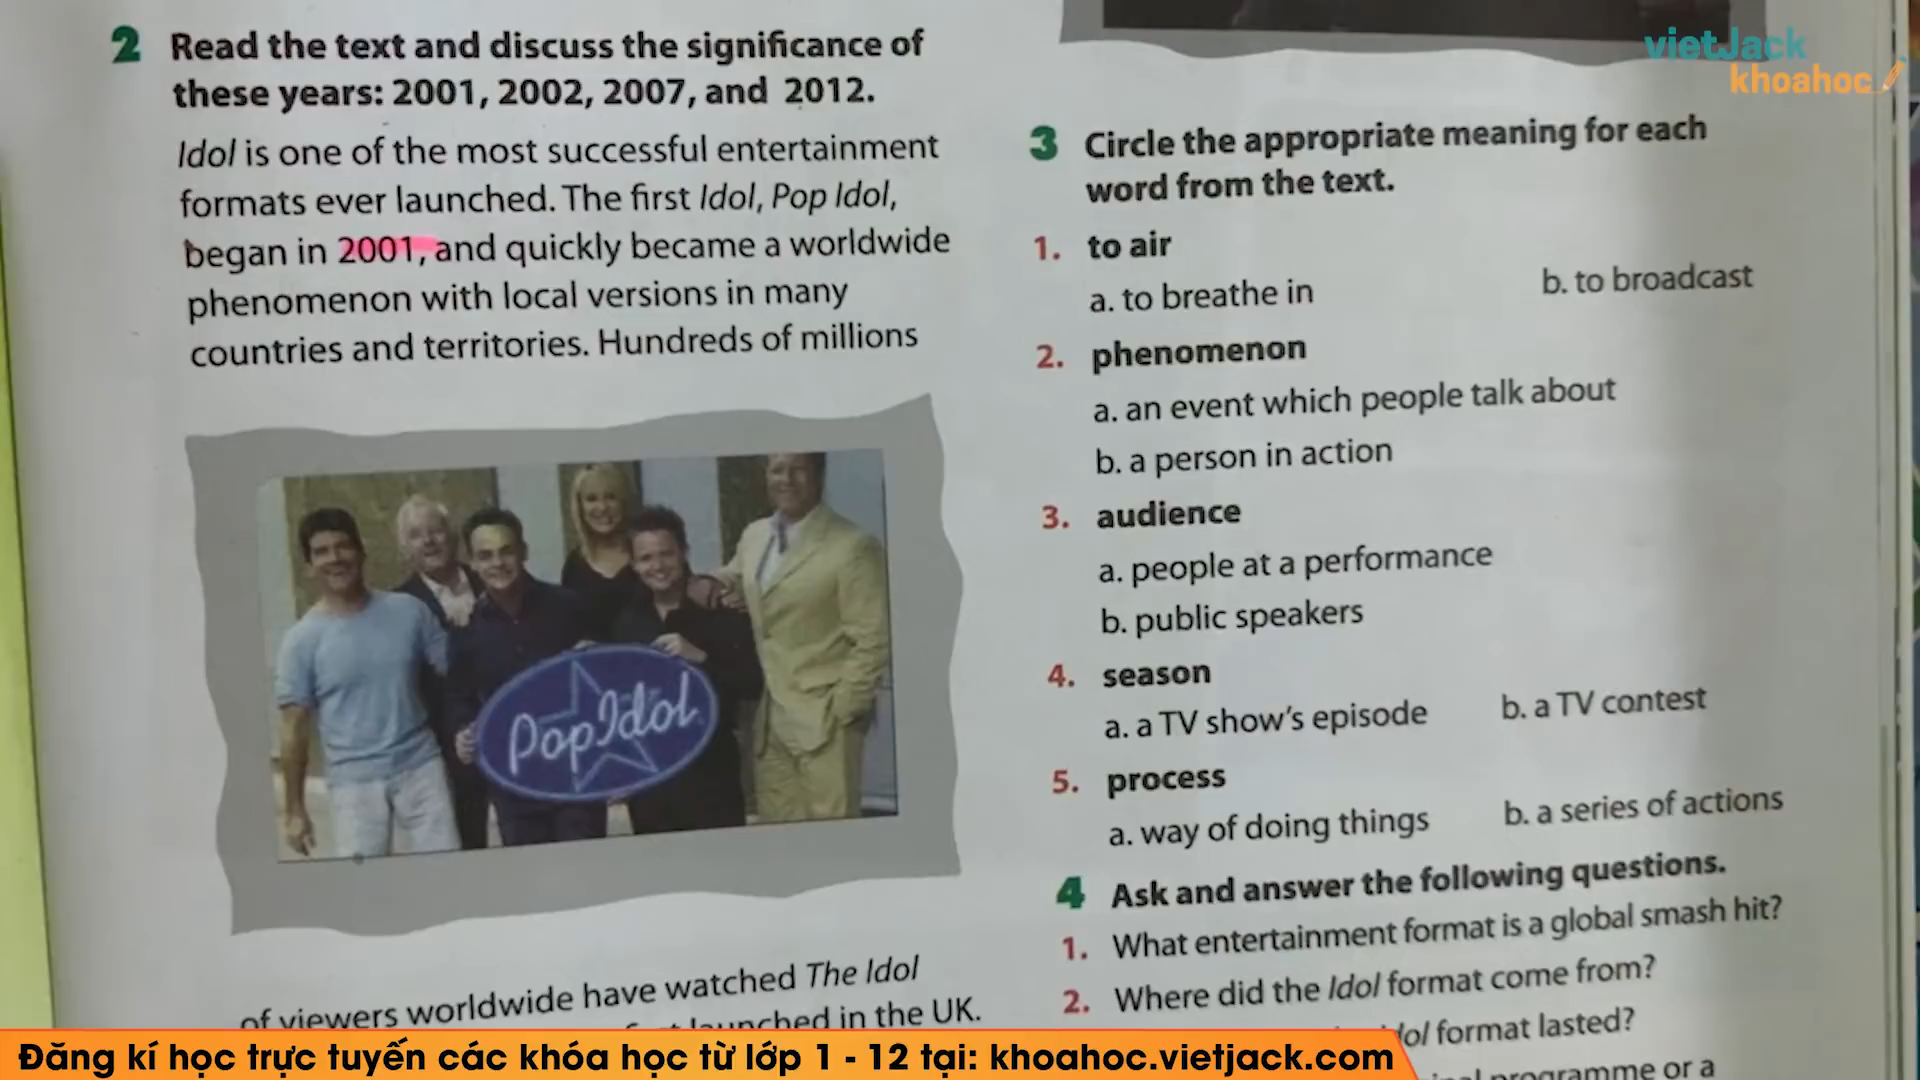 2 Read the text and discuss the significance of
these years: 2001, 2002, 2007, and 2012.
Idol is one of the most successful entertainment
formats ever launched. The first Idol, Pop Idol,
began in 2001, and quickly became a worldwide
phenomenon with local versions in many
countries and territories. Hundreds of millions
Pop Idol
of viewers worldwide have watched The Idol
launched in the UK.
vietJack
khoahoc
3 Circle the appropriate meaning for each
word from the text.
1. to air
a. to breathe in b. to broadcast
2. phenomenon
a. an event which people talk about
b. a person in action
3. audience
a. people at a performance
b. public speakers
4. season
a. a TV show's episode b. a TV contest
5. process
a. way of doing things b. a series of actions
4 Ask and answer the following questions.
1. What entertainment format is a global smash hit?
2. Where did the Idol format come from?
format lasted?
programme or a
Đăng kí học trực tuyến các khóa học từ lớp 1 - 12 tại: khoahoc.vietjack.com